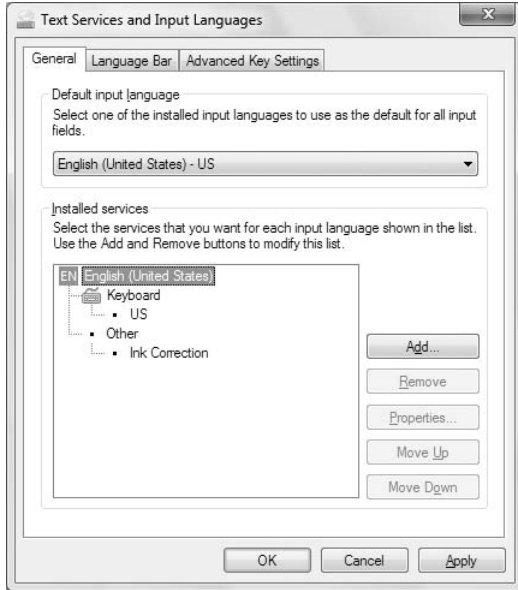 Text Services and Input Languages
X
General Language Bar Advanced Key Settings
Default input language
Select one of the installed input languages to use as the default for all input
fields.
English (United States) - US
Installed services
Select the services that you want for each input language shown in the list.
Use the Add and Remove buttons to modify this list.
EN English (United States)
Keyboard
US
Other
Ink Correction
Add...
Remove
Properties...
Move Up
Move Down
OK Cancel Apply